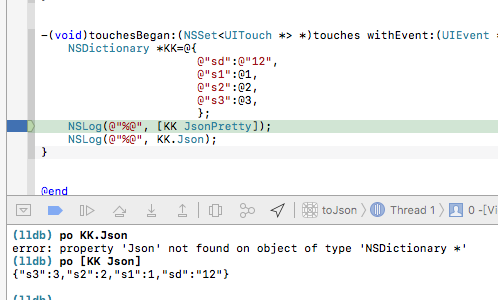 -(void)touchesBegan:(NSSet<UITouch *> *)touches withEvent:(UIEvent *
NSDictionary *KK=@{
@"sd":@"12",
@"s1":@1,
@"s2":@2,
@"s3":@3,
};
NSLog(@"%@", [KK JsonPretty]);
NSLog(@"%@", KK.Json);
}
@end
toJson
Thread 1
0 -[Vi
(lldb) po KK.Json
error: property 'Json' not found on object of type 'NSDictionary *'
(lldb) po [KK Json]
{"s3":3,"s2":2,"s1":1,"sd":"12"}
(lldb)